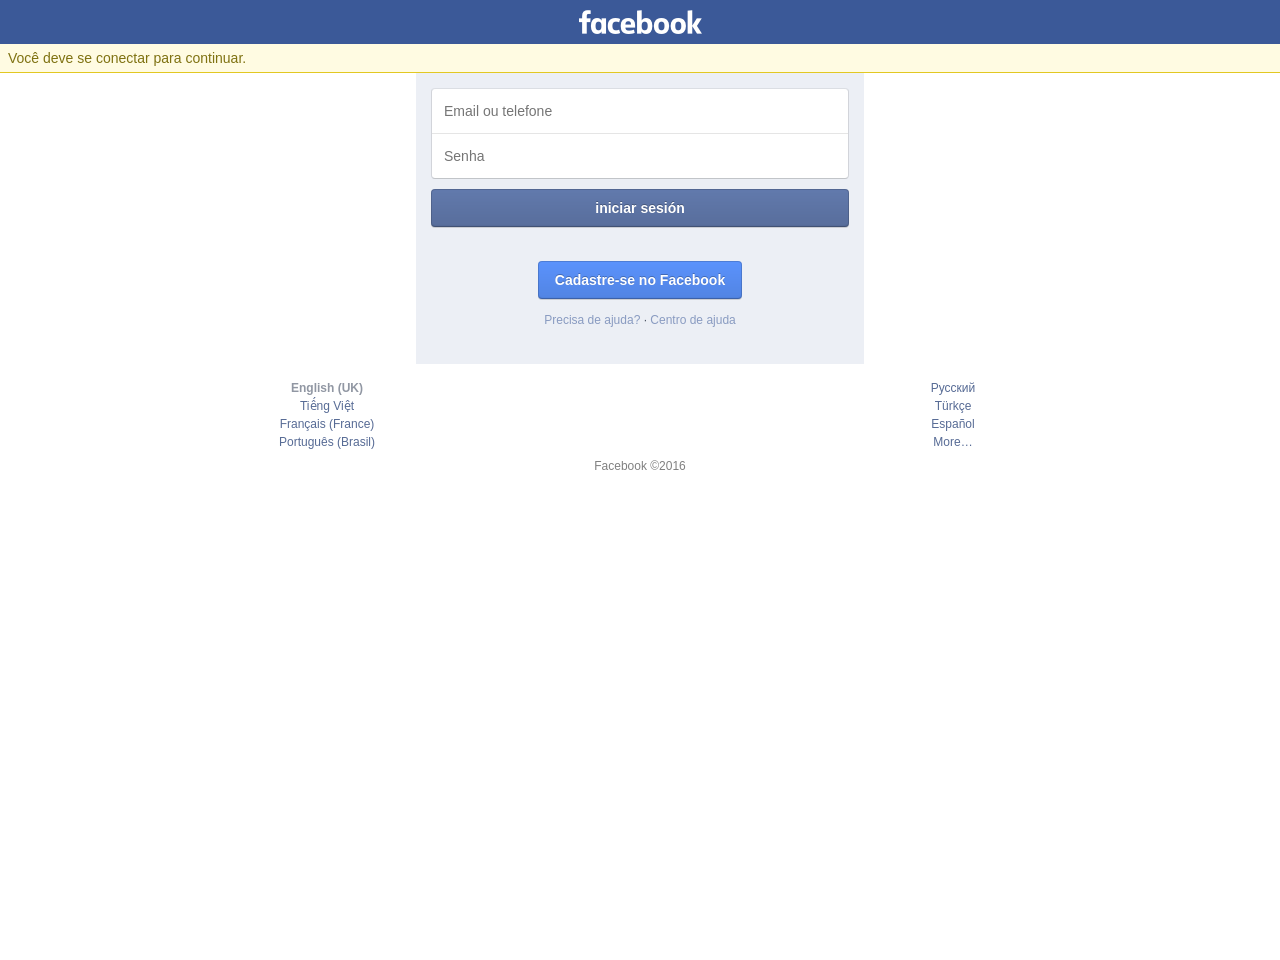 facebook
Você deve se conectar para continuar.
Email ou telefone
Senha
iniciar sesión
Cadastre-se no Facebook
Precisa de ajuda? · Centro de ajuda
English (UK)
Tiếng Việt
Français (France)
Português (Brasil)
Русский
Türkçe
Español
More…
Facebook ©2016